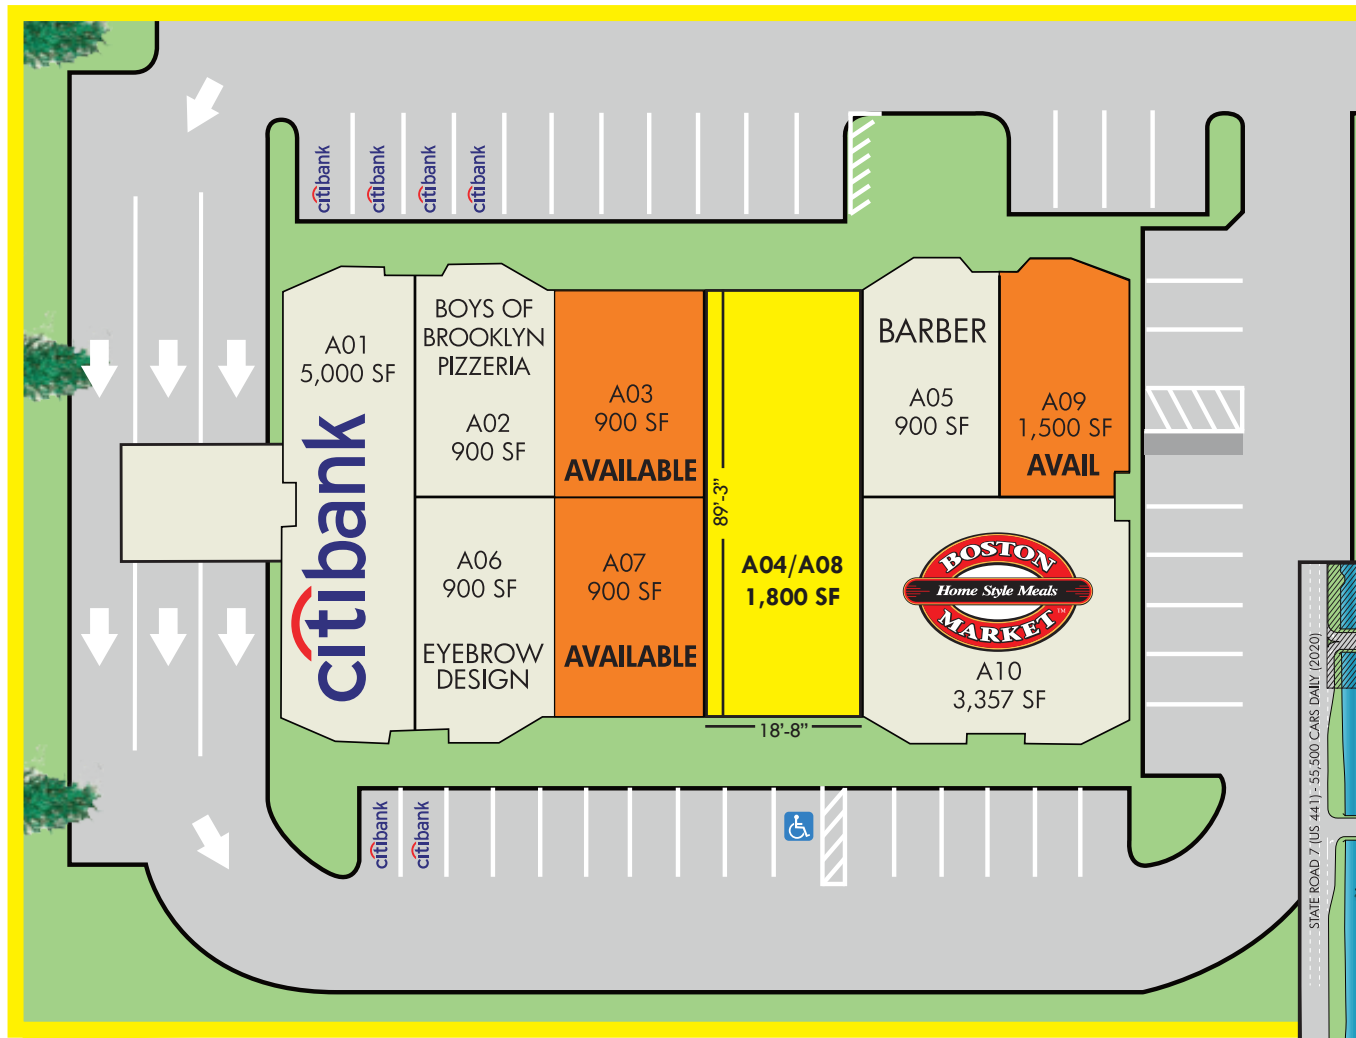 citibank
citibank
citibank
citibank
A01
5,000 SF
citibank
BOYS OF
BROOKLYN
PIZZERIA
A02
900 SF
A03
900 SF
AVAILABLE
89'-3"
A04/A08
1,800 SF
18'-8"
BARBER
A05
900 SF
A09
1,500 SF
AVAIL
A06
900 SF
EYEBROW
DESIGN
A07
900 SF
AVAILABLE
BOSTON
Home Style Meals
MARKET™
A10
3,357 SF
citibank
citibank
STATE ROAD 7 (US 441) - 55,500 CARS DAILY (2020)